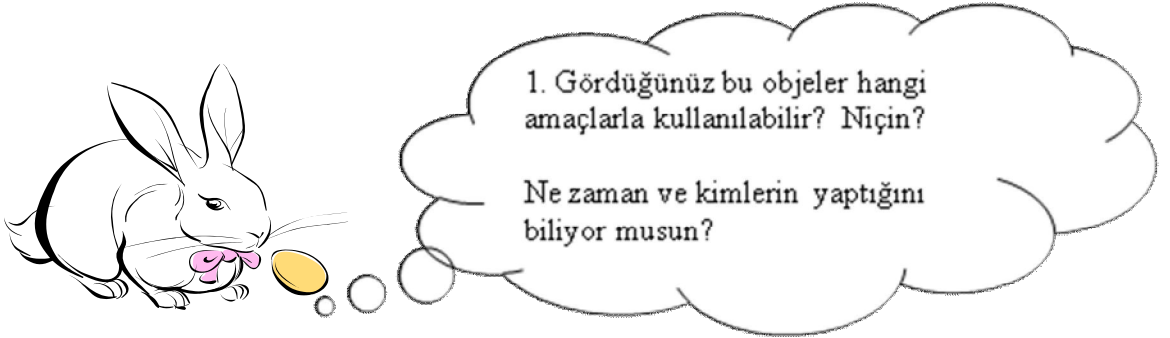 1. Gördüğünüz bu objeler hangi
amaçlarla kullanılabilir?  Niçin?
Ne zaman ve kimlerin  yaptığını
biliyor musun?